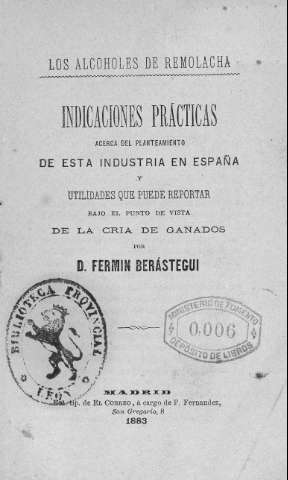 LOS ALCOHOLES DE REMOLACHA
INDICACIONES PRÁCTICAS
ACERCA DEL PLANTEAMIENTO
DE ESTA INDUSTRIA EN ESPAÑA
Y
UTILIDADES QUE PUEDE REPORTAR
BAJO EL PUNTO DE VISTA
DE LA CRIA DE GANADOS
POR
D. FERMIN BERÁSTEGUI
BIBLIOTECA PROVINCIAL
LEON
MINISTERIO DE FOMENTO
0.006
DEPÓSITO DE LIBROS
MADRID
Est. tip. de EL CORREO, á cargo de F. Fernandez,
San Gregorio, 8
1883